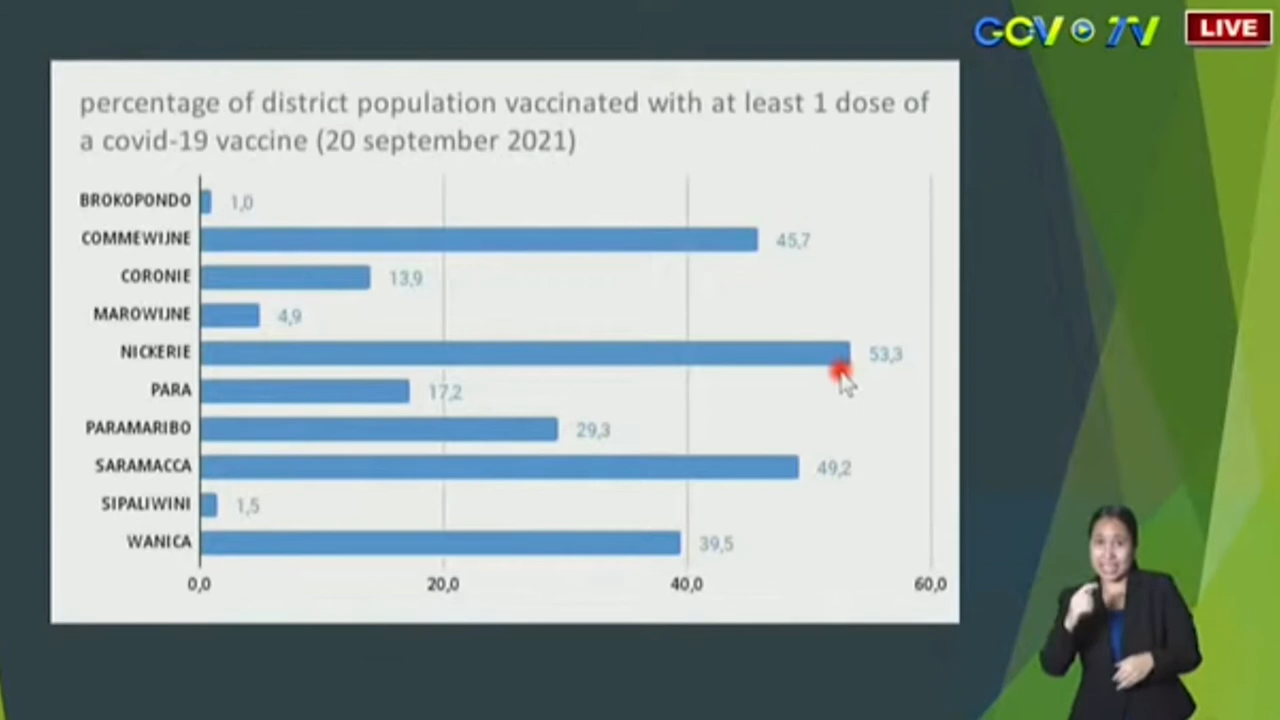 GOV TV
LIVE
percentage of district population vaccinated with at least 1 dose of
a covid-19 vaccine (20 september 2021)
BROKOPONDO 1,0
COMMEWIJNE 45,7
CORONIE 13,9
MAROWIJNE 4,9
NICKERIE 53,3
PARA 17,2
PARAMARIBO 29,3
SARAMACCA 49,2
SIPALIWINI 1,5
WANICA 39,5
0,0 20,0 40,0 60,0